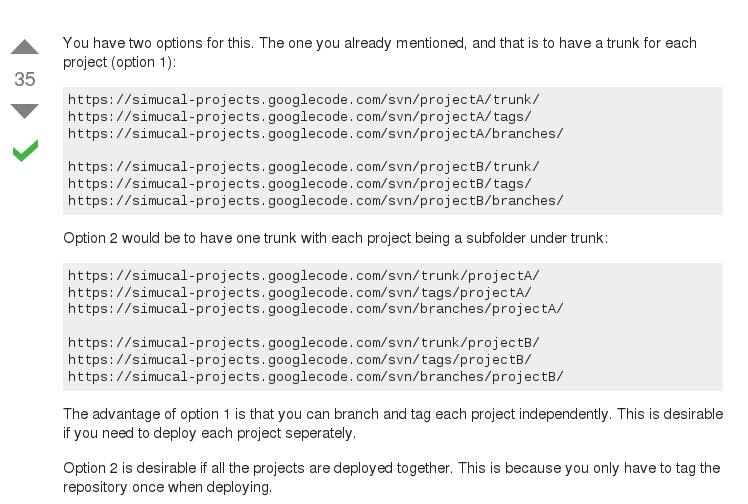 You have two options for this. The one you already mentioned, and that is to have a trunk for each
project (option 1):
35
https://simucal-projects.googlecode.com/svn/projectA/trunk/
https://simucal-projects.googlecode.com/svn/projectA/tags/
https://simucal-projects.googlecode.com/svn/projectA/branches/
https://simucal-projects.googlecode.com/svn/projectB/trunk/
https://simucal-projects.googlecode.com/svn/projectB/tags/
https://simucal-projects.googlecode.com/svn/projectB/branches/
Option 2 would be to have one trunk with each project being a subfolder under trunk:
https://simucal-projects.googlecode.com/svn/trunk/projectA/
https://simucal-projects.googlecode.com/svn/tags/projectA/
https://simucal-projects.googlecode.com/svn/branches/projectA/
https://simucal-projects.googlecode.com/svn/trunk/projectB/
https://simucal-projects.googlecode.com/svn/tags/projectB/
https://simucal-projects.googlecode.com/svn/branches/projectB/
The advantage of option 1 is that you can branch and tag each project independently. This is desirable
if you need to deploy each project seperately.
Option 2 is desirable if all the projects are deployed together. This is because you only have to tag the
repository once when deploying.